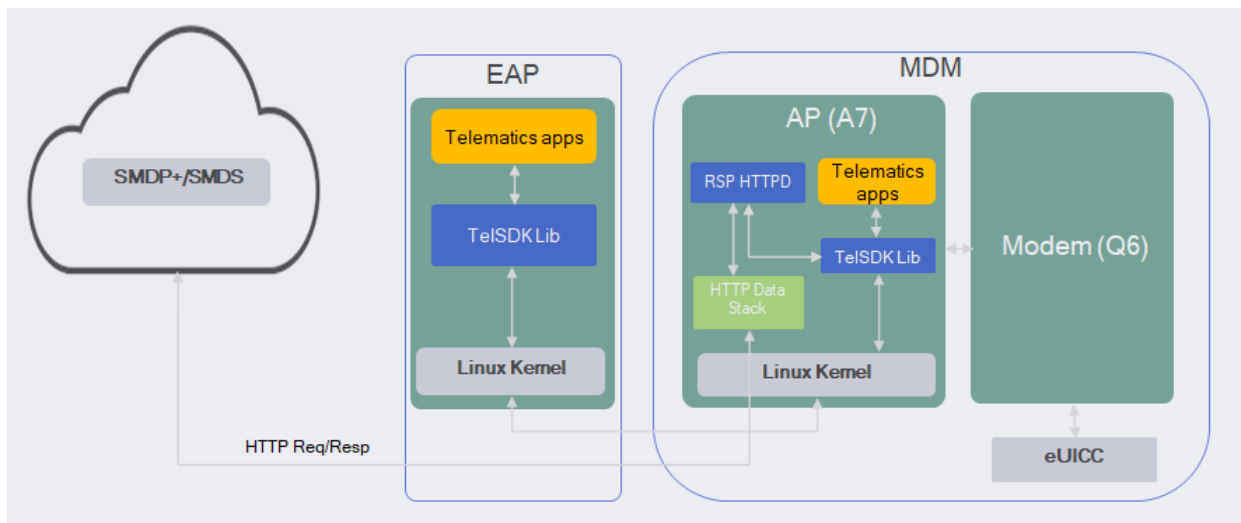 SMDP+/SMDS
EAP
Telematics apps
TelSDK Lib
Linux Kernel
MDM
AP (A7)
RSP HTTPD
Telematics
apps
TelSDK Lib
HTTP Data
Stack
Linux Kernel
Modem (Q6)
eUICC
HTTP Req/Resp